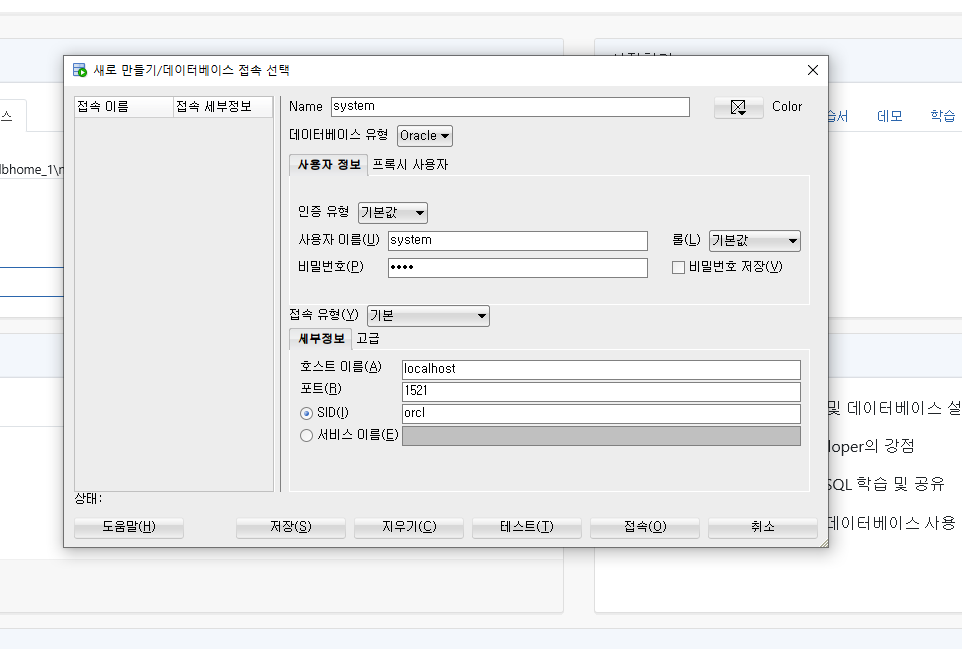 새로 만들기/데이터베이스 접속 선택
접속 이름 접속 세부정보
Name system Color
데이터베이스 유형 Oracle
사용자 정보 프록시 사용자
인증 유형 기본값
사용자 이름(U) system 롤(L) 기본값
비밀번호(P) •••• 비밀번호 저장(V)
접속 유형(Y) 기본
세부정보 고급
호스트 이름(A) localhost
포트(R) 1521
SID(I) orcl
서비스 이름(E)
상태:
도움말(H) 저장(S) 지우기(C) 테스트(T) 접속(O) 취소
스
lbhome_1\n
습서 데모 학습
및 데이터베이스 설
loper의 강점
SQL 학습 및 공유
데이터베이스 사용